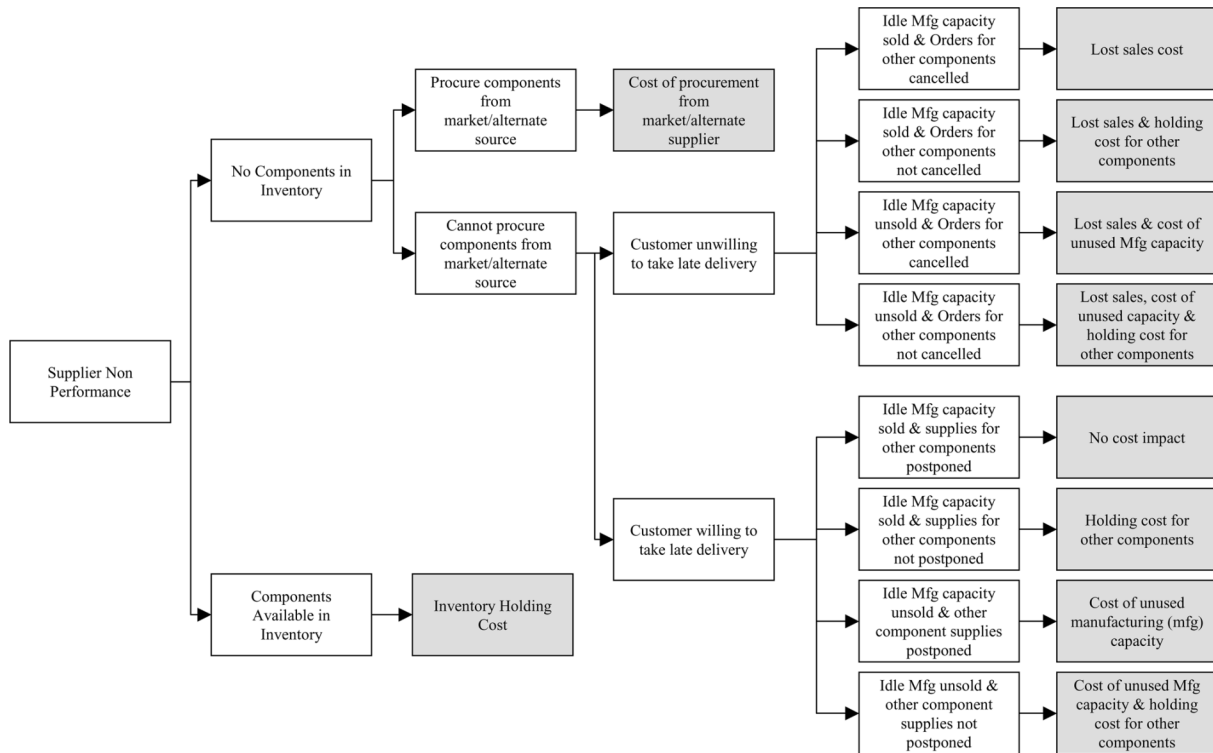 Supplier Non
Performance
No Components in
Inventory
Components
Available in
Inventory
Procure components
from
market/alternate
source
Cannot procure
components from
market/alternate
source
Inventory Holding
Cost
Cost of procurement
from
market/alternate
supplier
Customer unwilling
to take late delivery
Customer willing to
take late delivery
Idle Mfg capacity
sold & Orders for
other components
cancelled
Lost sales cost
Idle Mfg capacity
sold & Orders for
other components
not cancelled
Lost sales & holding
cost for other
components
Idle Mfg capacity
unsold & Orders for
other components
cancelled
Lost sales & cost of
unused Mfg capacity
Idle Mfg capacity
unsold & Orders for
other components
not cancelled
Lost sales, cost of
unused capacity &
holding cost for
other components
Idle Mfg capacity
sold & supplies for
other components
postponed
No cost impact
Idle Mfg capacity
sold & supplies for
other components
not postponed
Holding cost for
other components
Idle Mfg capacity
unsold & other
component supplies
postponed
Cost of unused
manufacturing (mfg)
capacity
Idle Mfg unsold &
other component
supplies not
postponed
Cost of unused Mfg
capacity & holding
cost for other
components